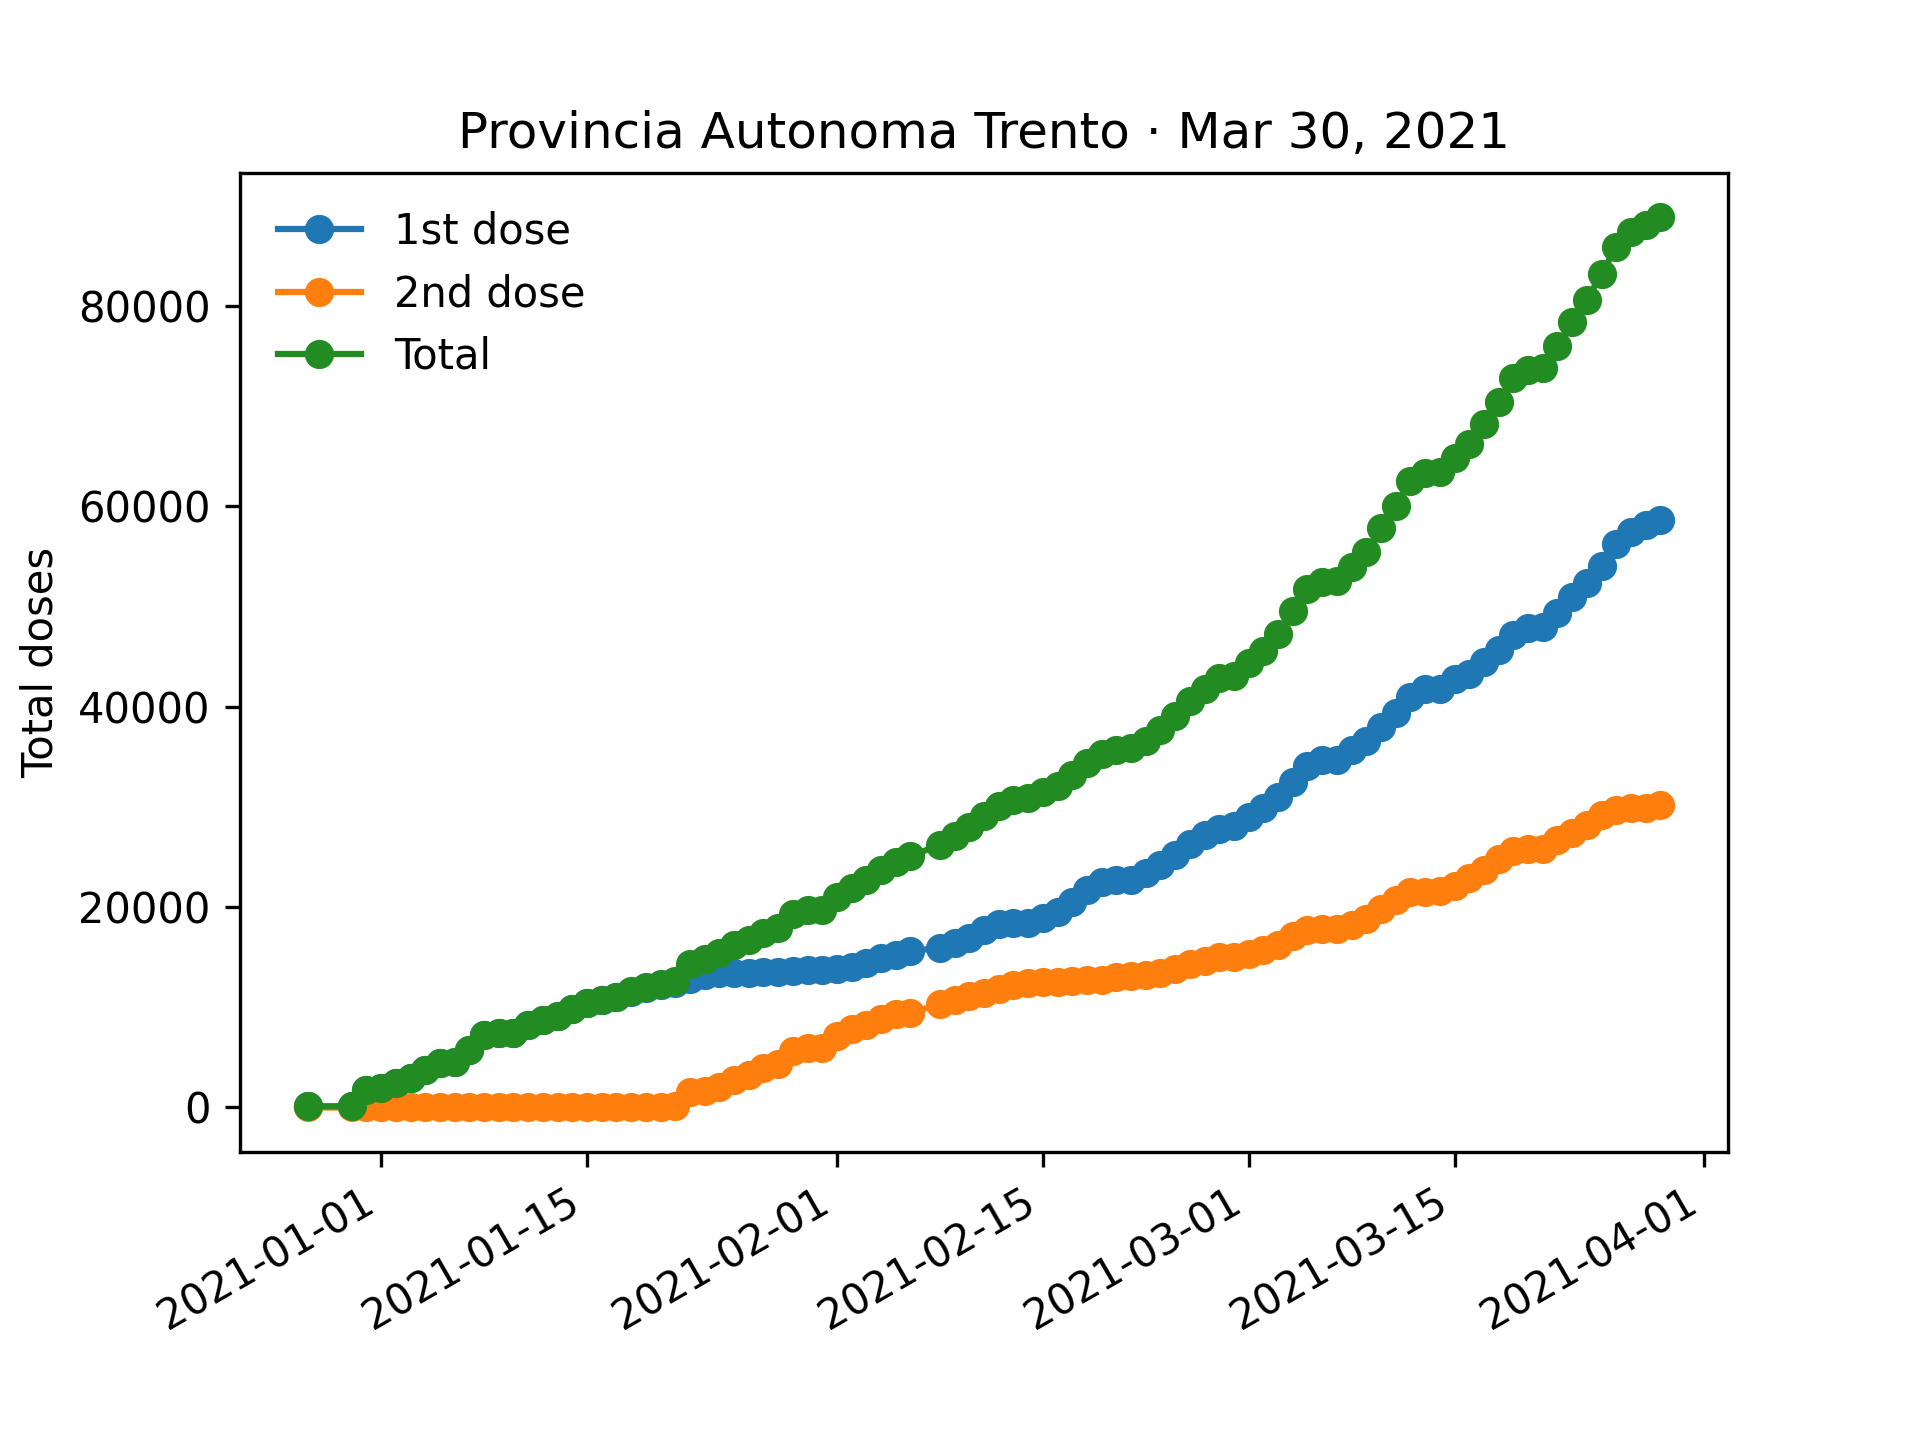 Provincia Autonoma Trento · Mar 30, 2021
1st dose
2nd dose
Total
Total doses
80000
60000
40000
20000
0
2021-01-01
2021-01-15
2021-02-01
2021-02-15
2021-03-01
2021-03-15
2021-04-01